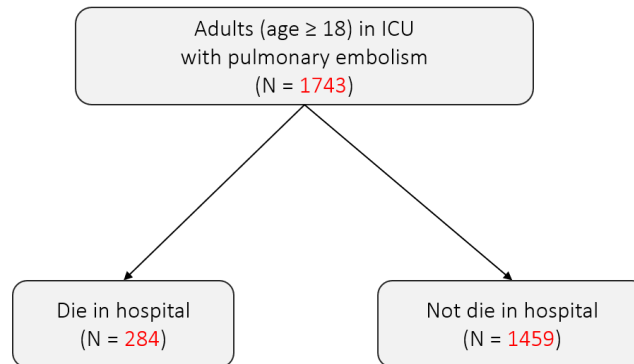 Adults (age ≥ 18) in ICU
with pulmonary embolism
(N = 1743)
Die in hospital
(N = 284)
Not die in hospital
(N = 1459)